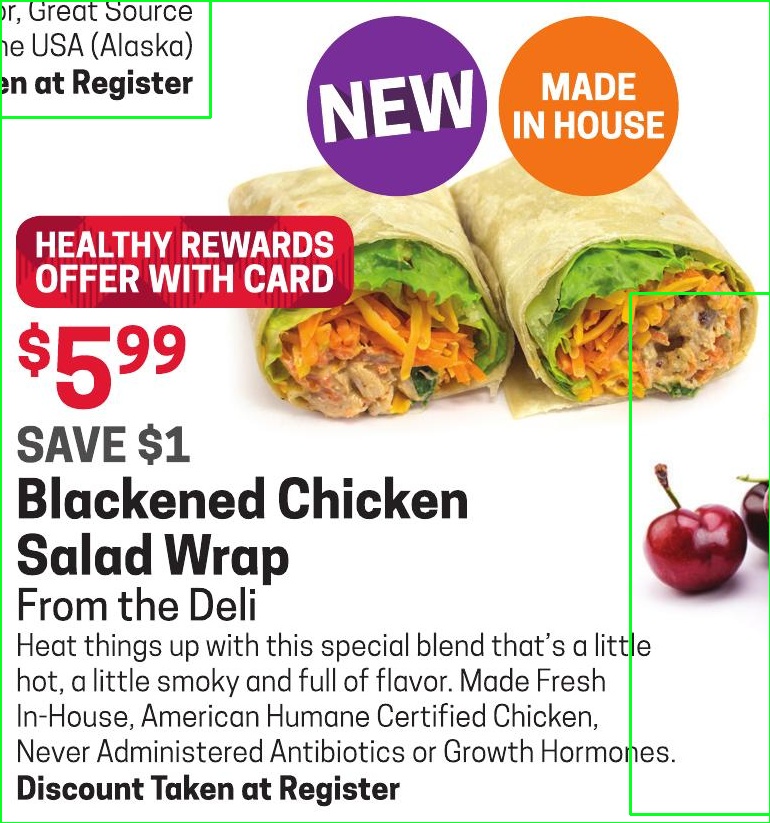 Great Source
USA (Alaska)
at Register
NEW
MADE
IN HOUSE
HEALTHY REWARDS
OFFER WITH CARD
$5.99
SAVE $1
Blackened Chicken
Salad Wrap
From the Deli
Heat things up with this special blend that's a little
hot, a little smoky and full of flavor. Made Fresh
In-House, American Humane Certified Chicken,
Never Administered Antibiotics or Growth Hormones.
Discount Taken at Register